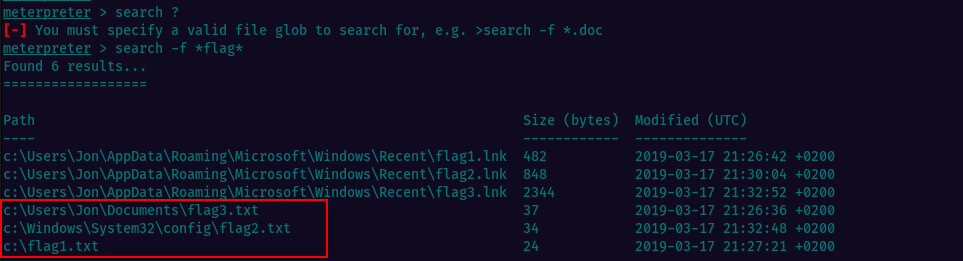 meterpreter > search ?
[-] You must specify a valid file glob to search for, e.g. >search -f *.doc
meterpreter > search -f *flag*
Found 6 results...
==================
Path Size (bytes) Modified (UTC)
---- ------------ --------------
c:\Users\Jon\AppData\Roaming\Microsoft\Windows\Recent\flag1.lnk 482 2019-03-17 21:26:42 +0200
c:\Users\Jon\AppData\Roaming\Microsoft\Windows\Recent\flag2.lnk 848 2019-03-17 21:30:04 +0200
c:\Users\Jon\AppData\Roaming\Microsoft\Windows\Recent\flag3.lnk 2344 2019-03-17 21:32:52 +0200
c:\Users\Jon\Documents\flag3.txt 37 2019-03-17 21:26:36 +0200
c:\Windows\System32\config\flag2.txt 34 2019-03-17 21:32:48 +0200
c:\flag1.txt 24 2019-03-17 21:27:21 +0200